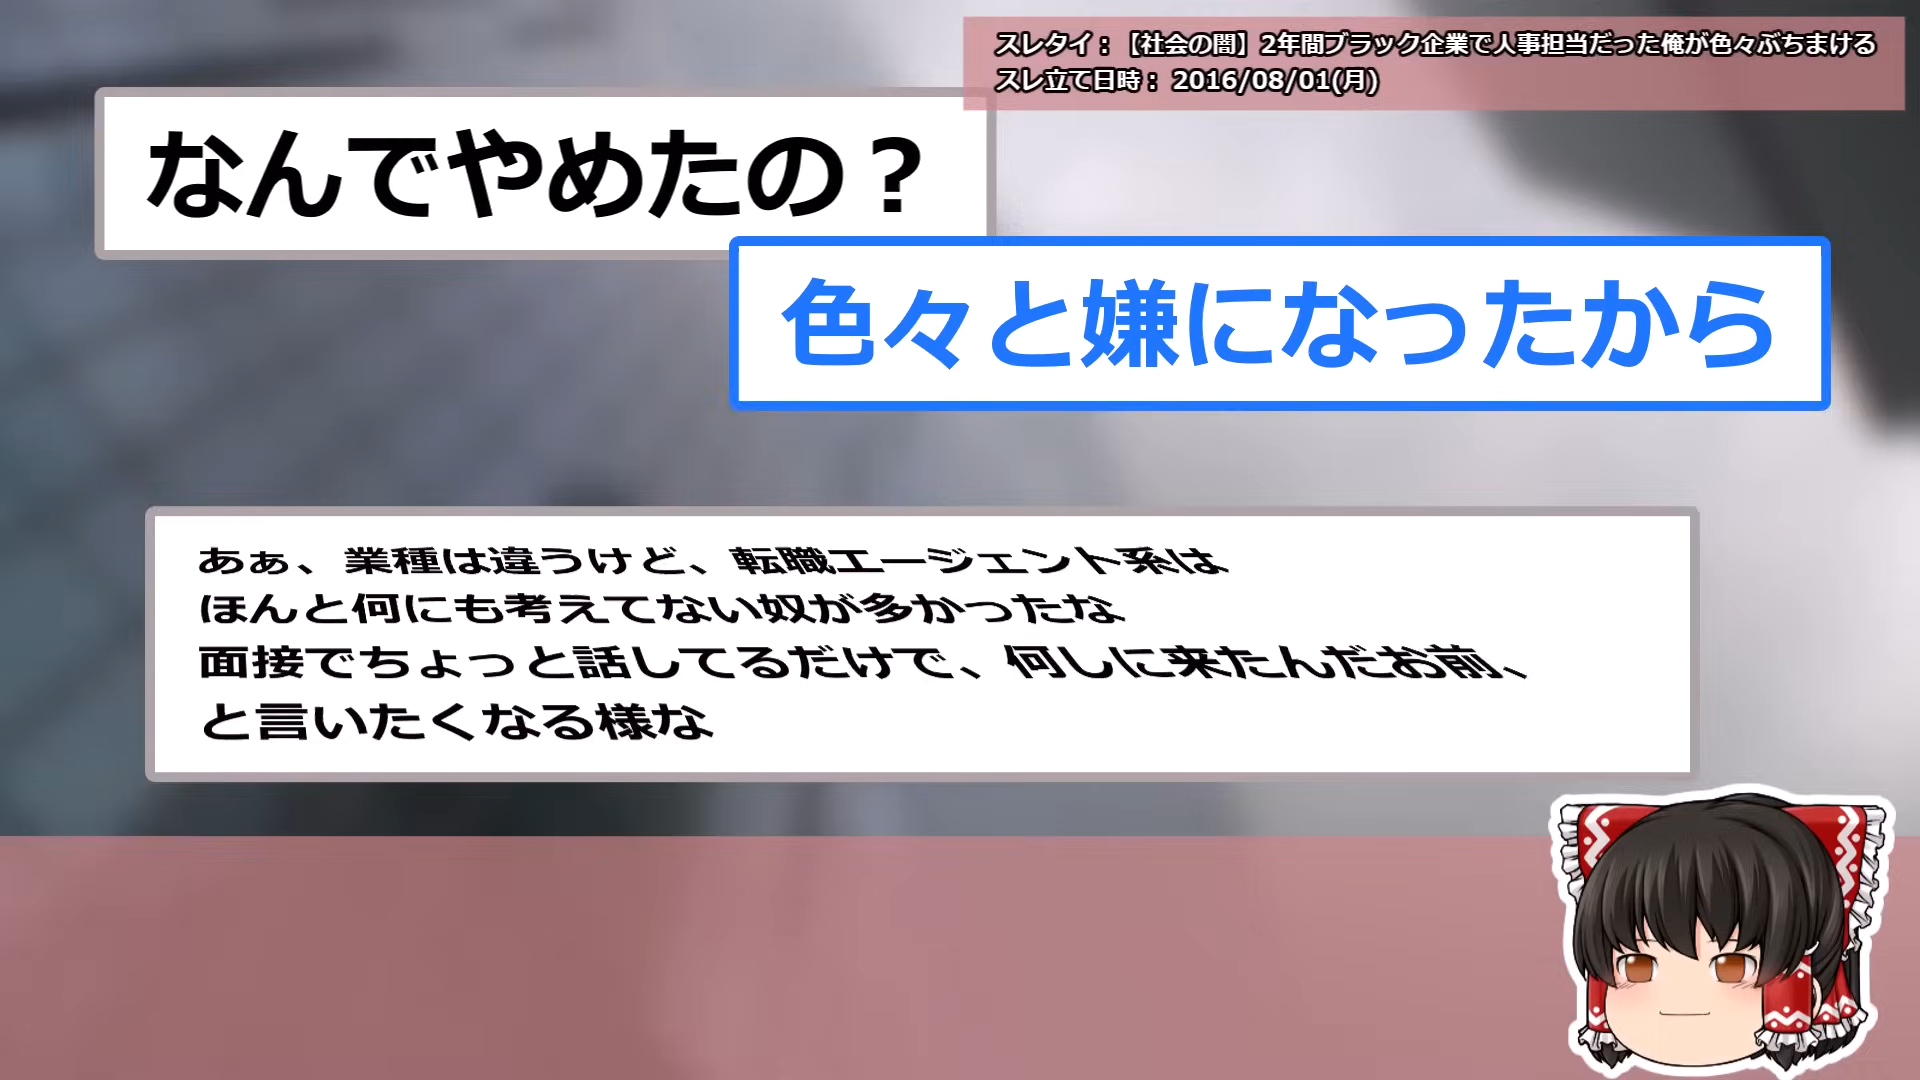 スレタイ：【社会の闇】2年間ブラック企業で人事担当だった俺が色々ぶちまける
スレ立て日時： 2016/08/01(月)
なんでやめたの？
色々と嫌になったから
あぁ、業種は違うけど、転職エージェント系は
ほんと何にも考えてない奴が多かったな
面接でちょっと話してるだけで、何しに来たんだお前、
と言いたくなる様な